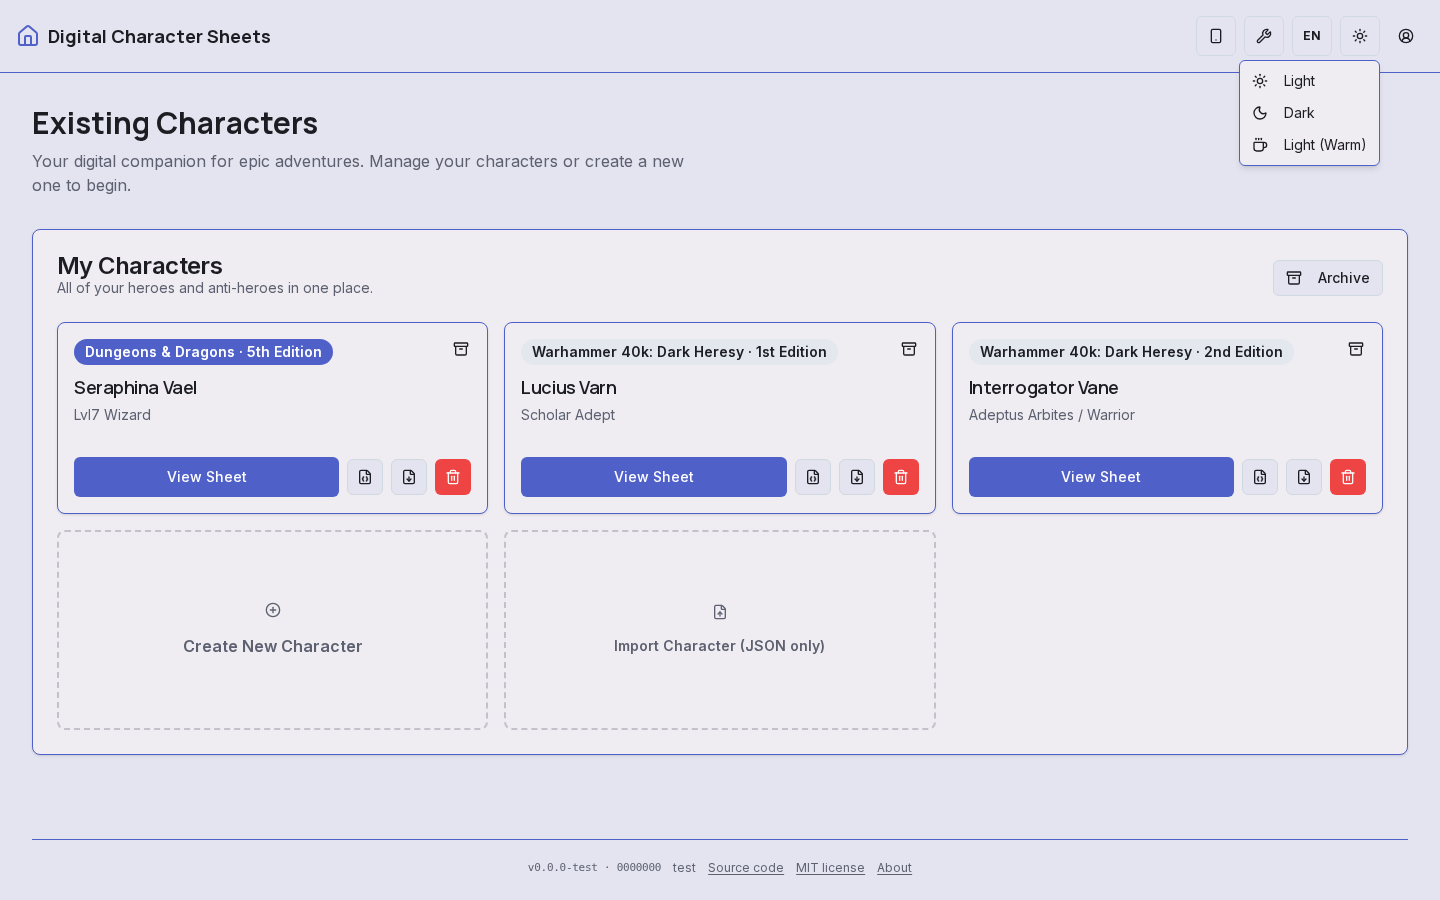 Digital Character Sheets
EN
Light
Dark
Light (Warm)
Existing Characters
Your digital companion for epic adventures. Manage your characters or create a new
one to begin.
My Characters
All of your heroes and anti-heroes in one place.
Archive
Dungeons & Dragons · 5th Edition
Seraphina Vael
Lvl7 Wizard
View Sheet
Warhammer 40k: Dark Heresy · 1st Edition
Lucius Varn
Scholar Adept
View Sheet
Warhammer 40k: Dark Heresy · 2nd Edition
Interrogator Vane
Adeptus Arbites / Warrior
View Sheet
Create New Character
Import Character (JSON only)
v0.0.0-test · 0000000 test Source code MIT license About